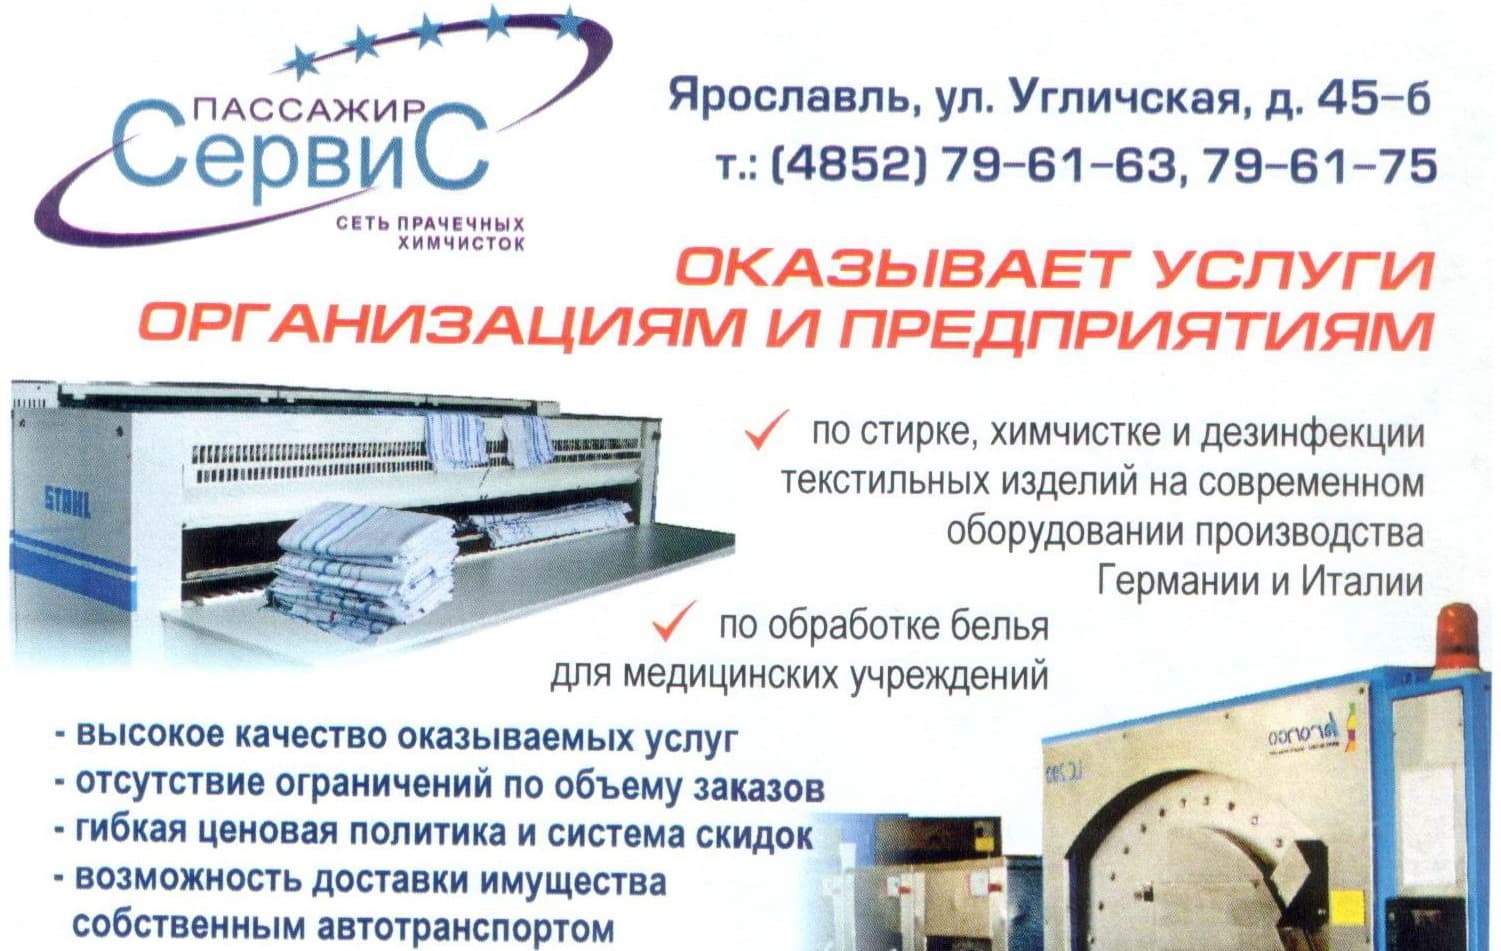 ПАССАЖИР
СервиС
СЕТЬ ПРАЧЕЧНЫХ
ХИМЧИСТОК
Ярославль, ул. Угличская, д. 45-б
т.: (4852) 79-61-63, 79-61-75
ОКАЗЫВАЕТ УСЛУГИ
ОРГАНИЗАЦИЯМ И ПРЕДПРИЯТИЯМ
по стирке, химчистке и дезинфекции
текстильных изделий на современном
оборудовании производства
Германии и Италии
STAHL
по обработке белья
для медицинских учреждений
- высокое качество оказываемых услуг
- отсутствие ограничений по объему заказов
- гибкая ценовая политика и система скидок
- возможность доставки имущества
собственным автотранспортом